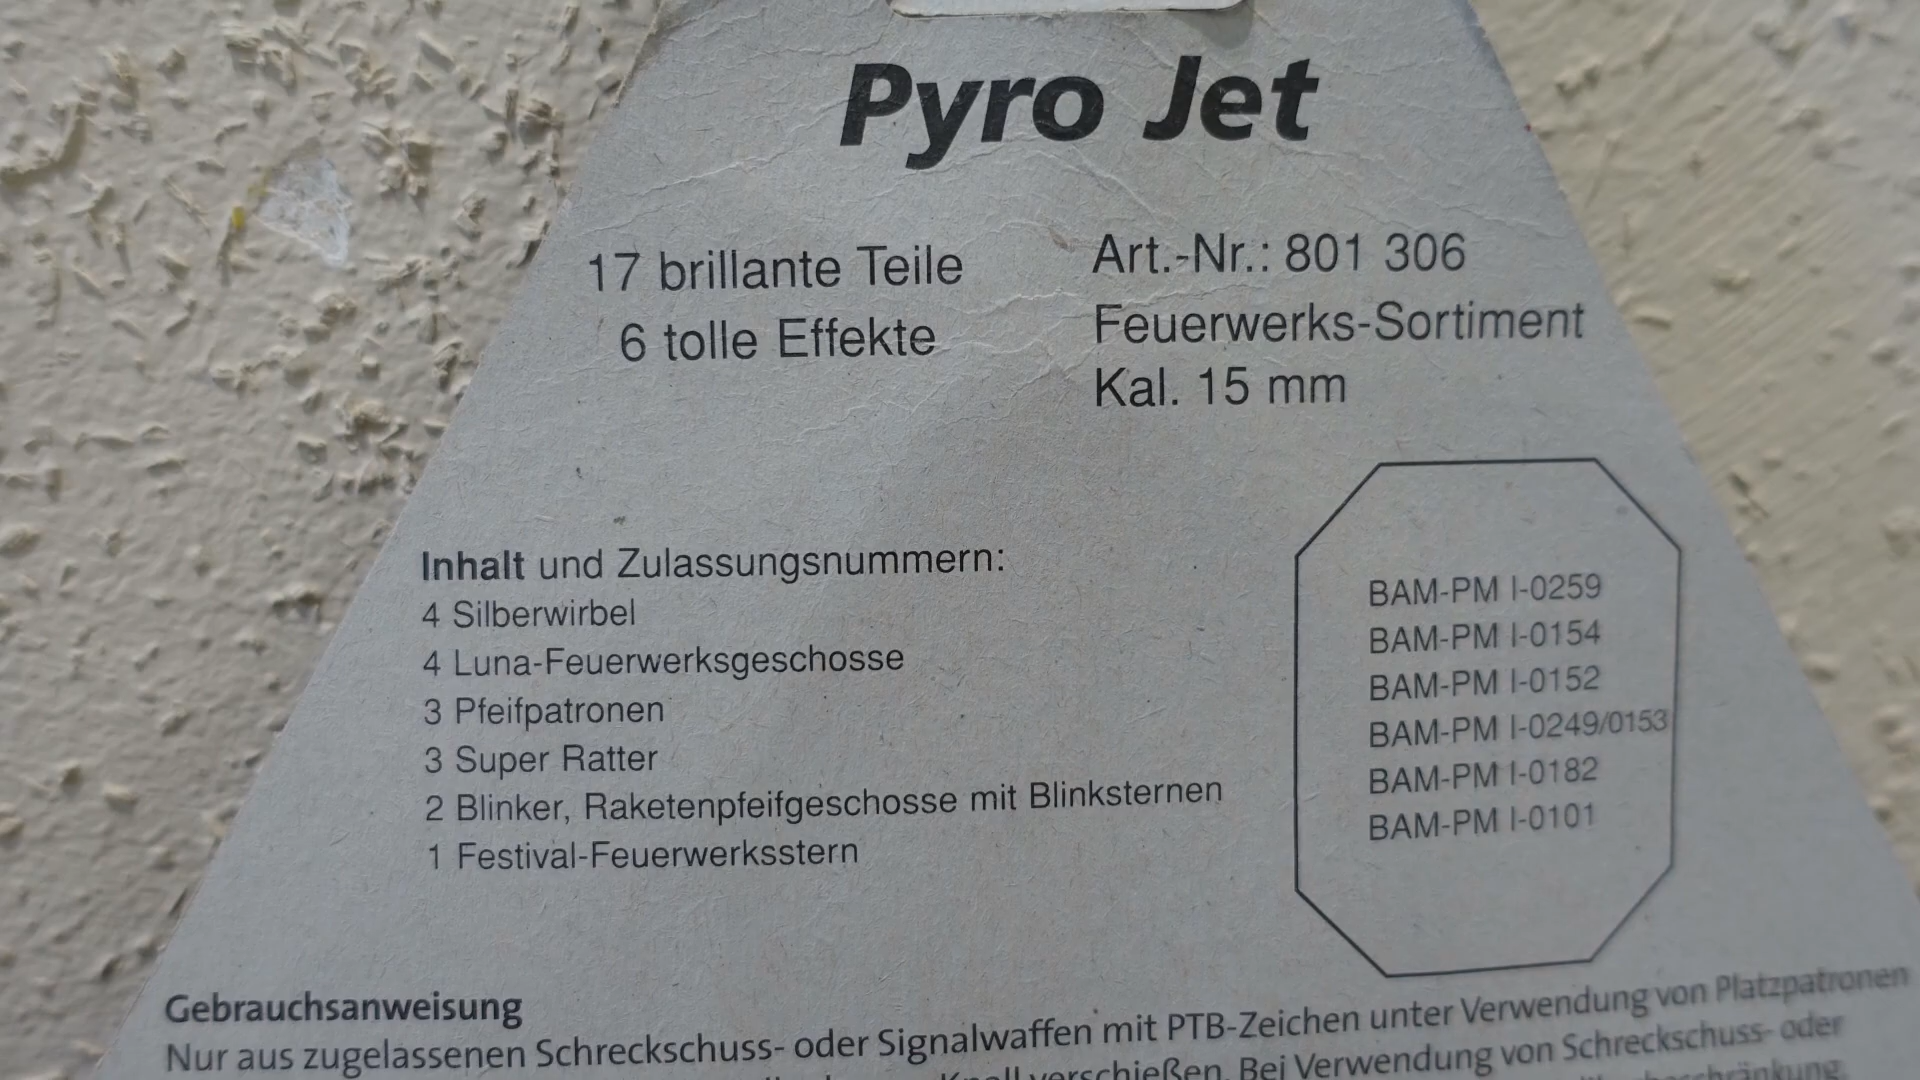 Pyro Jet
17 brillante Teile
6 tolle Effekte
Art.-Nr.: 801 306
Feuerwerks-Sortiment
Kal. 15 mm
Inhalt und Zulassungsnummern:
4 Silberwirbel
4 Luna-Feuerwerksgeschosse
3 Pfeifpatronen
3 Super Ratter
2 Blinker, Raketenpfeifgeschosse mit Blinksternen
1 Festival-Feuerwerksstern
BAM-PM I-0259
BAM-PM I-0154
BAM-PM I-0152
BAM-PM I-0249/0153
BAM-PM I-0182
BAM-PM I-0101
Gebrauchsanweisung
Nur aus zugelassenen Schreckschuss- oder Signalwaffen mit PTB-Zeichen unter Verwendung von Platzpatronen
verschießen. Bei Verwendung von Schreckschuss- oder